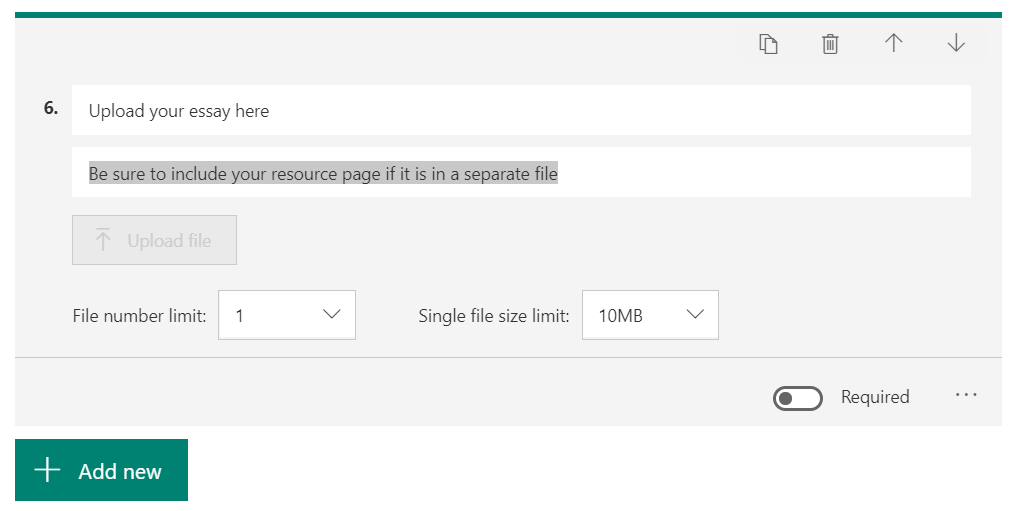 6. Upload your essay here
Be sure to include your resource page if it is in a separate file
Upload file
File number limit: 1 Single file size limit: 10MB
Required ...
Add new